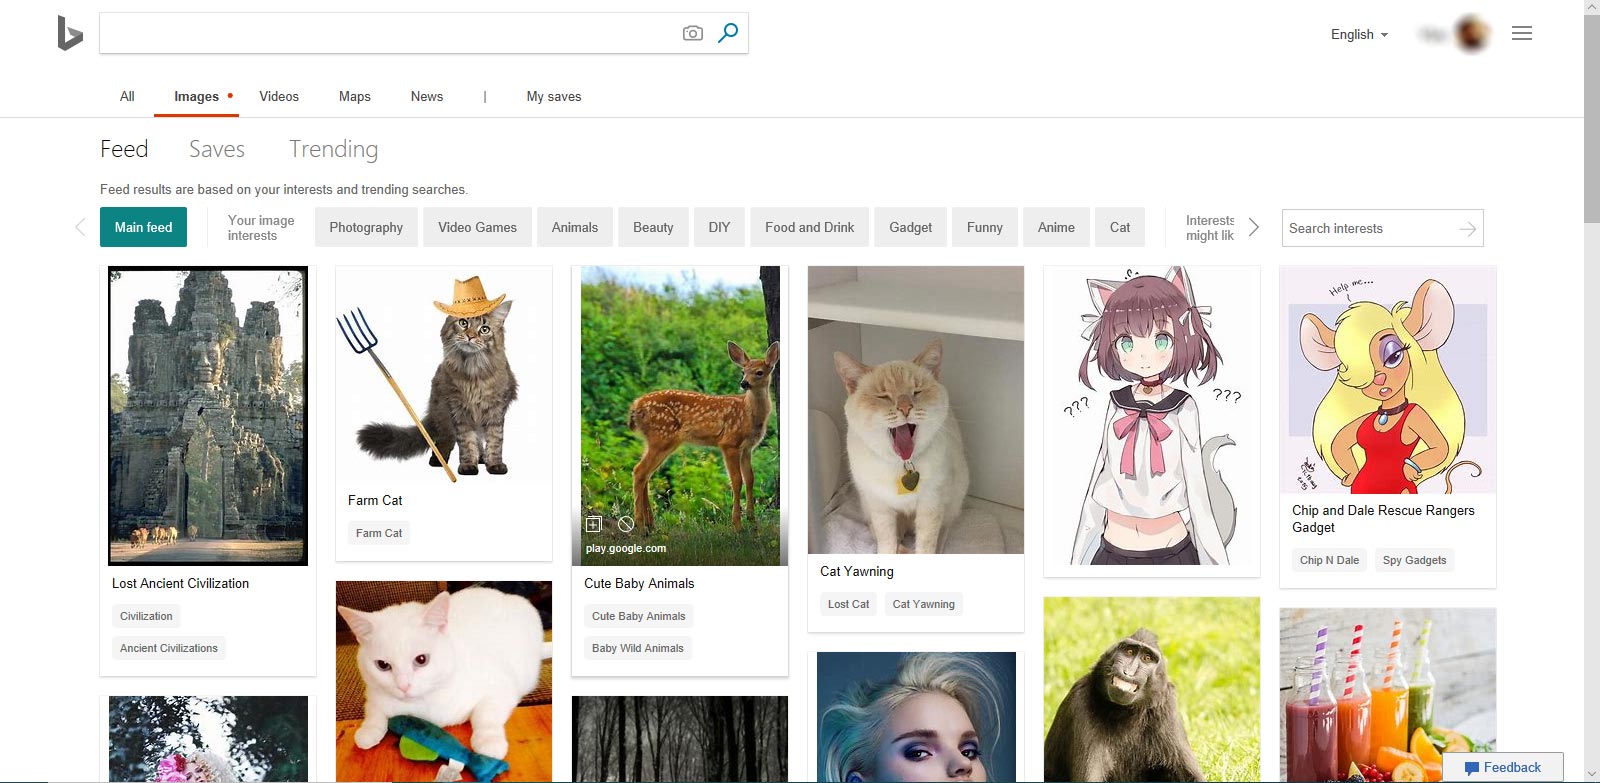 English
All
Images
Videos
Maps
News
|
My saves
Feed
Saves
Trending
Feed results are based on your interests and trending searches.
Main feed
Your image
interests
Photography
Video Games
Animals
Beauty
DIY
Food and Drink
Gadget
Funny
Anime
Cat
Interests
might lik
Search interests
Lost Ancient Civilization
Civilization
Ancient Civilizations
Farm Cat
Farm Cat
play.google.com
Cute Baby Animals
Cute Baby Animals
Baby Wild Animals
Cat Yawning
Lost Cat
Cat Yawning
???
???
Help me...
Chip and Dale Rescue Rangers
Gadget
Chip N Dale
Spy Gadgets
Feedback